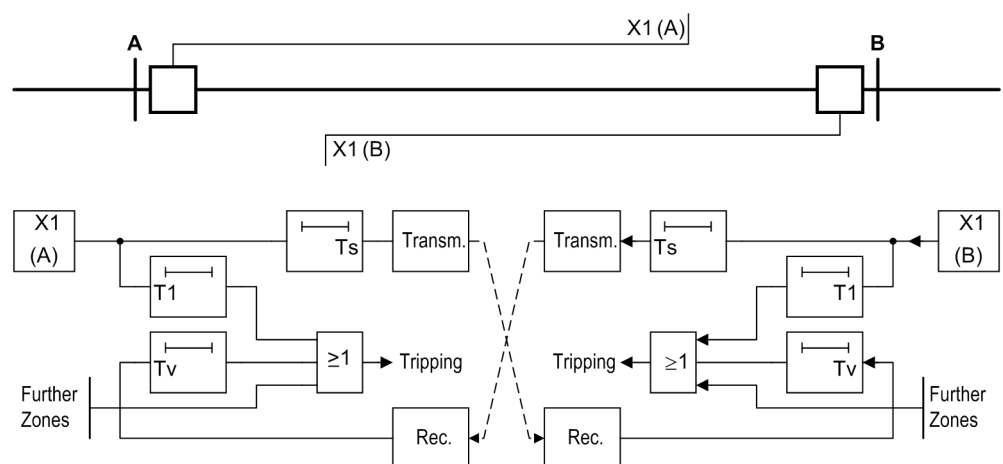 X1 (A)
A
B
X1 (B)
X1
(A)
Ts
Transm.
Transm.
Ts
X1
(B)
T1
T1
Tv
≥1
Tripping
Tripping
≥1
Tv
Further
Zones
Further
Zones
Rec.
Rec.